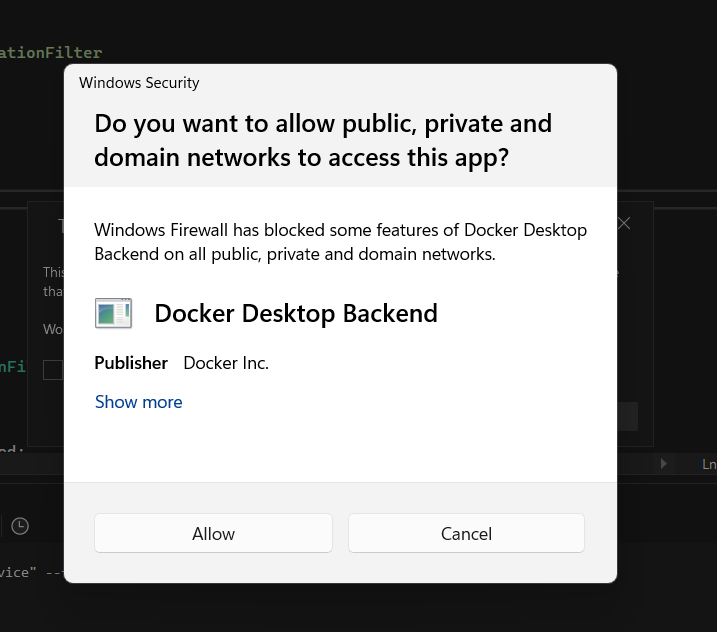 ationFilter
Windows Security
Do you want to allow public, private and
domain networks to access this app?
Windows Firewall has blocked some features of Docker Desktop
Backend on all public, private and domain networks.
This
that
Wo
Docker Desktop Backend
Publisher Docker Inc.
nFi
Show more
od:
Ln
Allow Cancel
vice" --